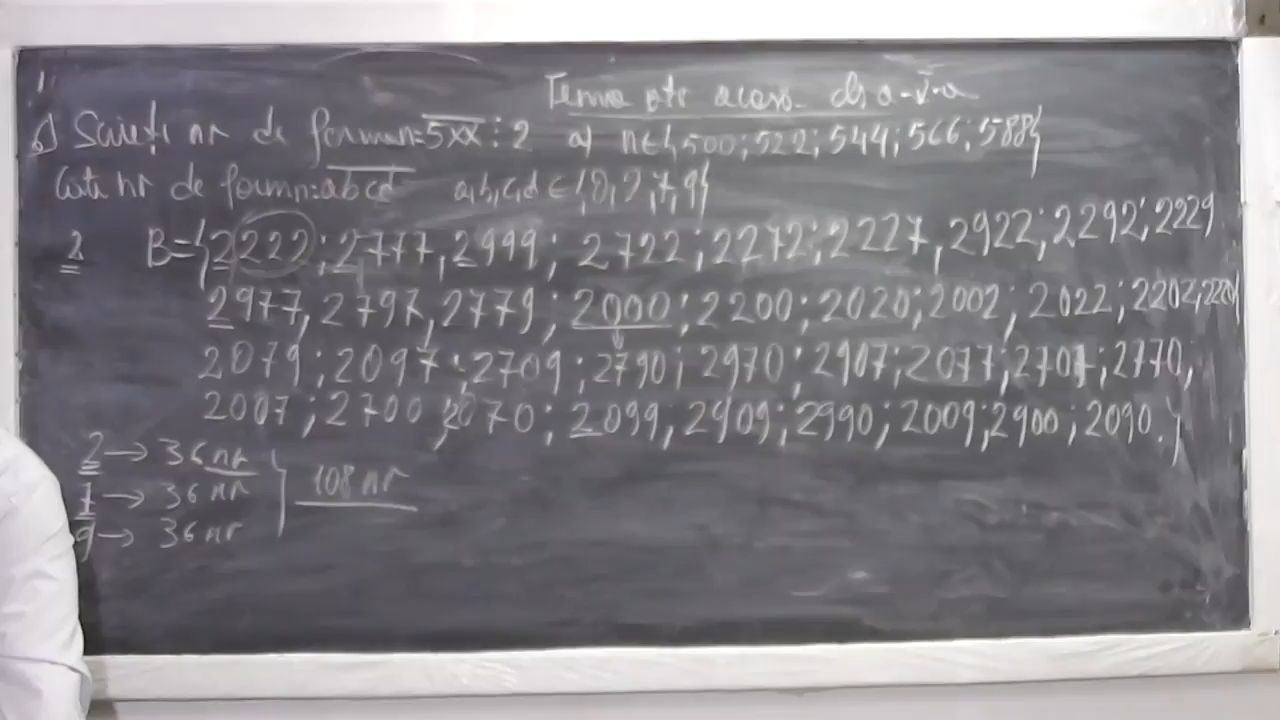 Tema ptr acasă cls a-V-a
b) Scrieți nr de forma n=5xx⋮2 a) n∈{500;522;544;566;588}
Câte nr de forma n=abcd a,b,c,d ∈{0,2,7,9}
2 B={2222;2777,2999; 2722;2272;2227,2922;2292;2229
2977,2797,2779;2000;2200;2020;2002;2022;2202,2220
2079;2097;2709;2790;2970;2907;2077;2707;2770;
2007;2700;2070;2099,2909;2990;2009;2900;2090.}
2→36 nr
7→36 nr } 108 nr
9→36 nr